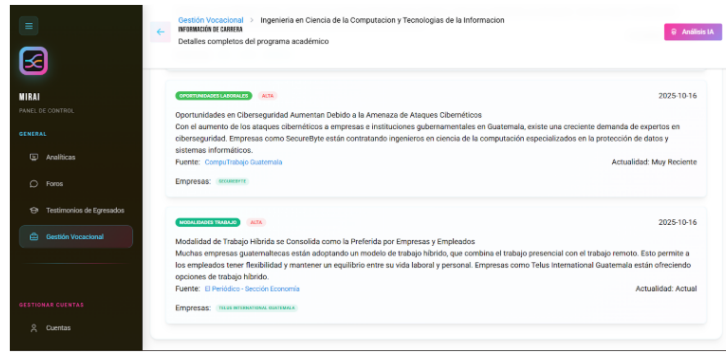 Gestión Vocacional > Ingeniería en Ciencia de la Computacion y Tecnologías de la Informacion
INFORMACIÓN DE CARRERA
Detalles completos del programa académico
Análisis IA
MIRAI
PANEL DE CONTROL
GENERAL
Analíticas
Foros
Testimonios de Egresados
Gestión Vocacional
GESTIONAR CUENTAS
Cuentas
OPORTUNIDADES LABORALES ALTA 2025-10-16
Oportunidades en Ciberseguridad Aumentan Debido a la Amenaza de Ataques Cibernéticos
Con el aumento de los ataques cibernéticos a empresas e instituciones gubernamentales en Guatemala, existe una creciente demanda de expertos en
ciberseguridad. Empresas como SecureByte están contratando ingenieros en ciencia de la computación especializados en la protección de datos y
sistemas informáticos.
Fuente: CompuTrabajo Guatemala Actualidad: Muy Reciente
Empresas: SECUREBYTE
MODALIDADES TRABAJO ALTA 2025-10-16
Modalidad de Trabajo Híbrida se Consolida como la Preferida por Empresas y Empleados
Muchas empresas guatemaltecas están adoptando un modelo de trabajo híbrido, que combina el trabajo presencial con el trabajo remoto. Esto permite a
los empleados tener flexibilidad y mantener un equilibrio entre su vida laboral y personal. Empresas como Telus International Guatemala están ofreciendo
opciones de trabajo híbrido.
Fuente: El Periódico - Sección Economía Actualidad: Actual
Empresas: TELUS INTERNATIONAL GUATEMALA